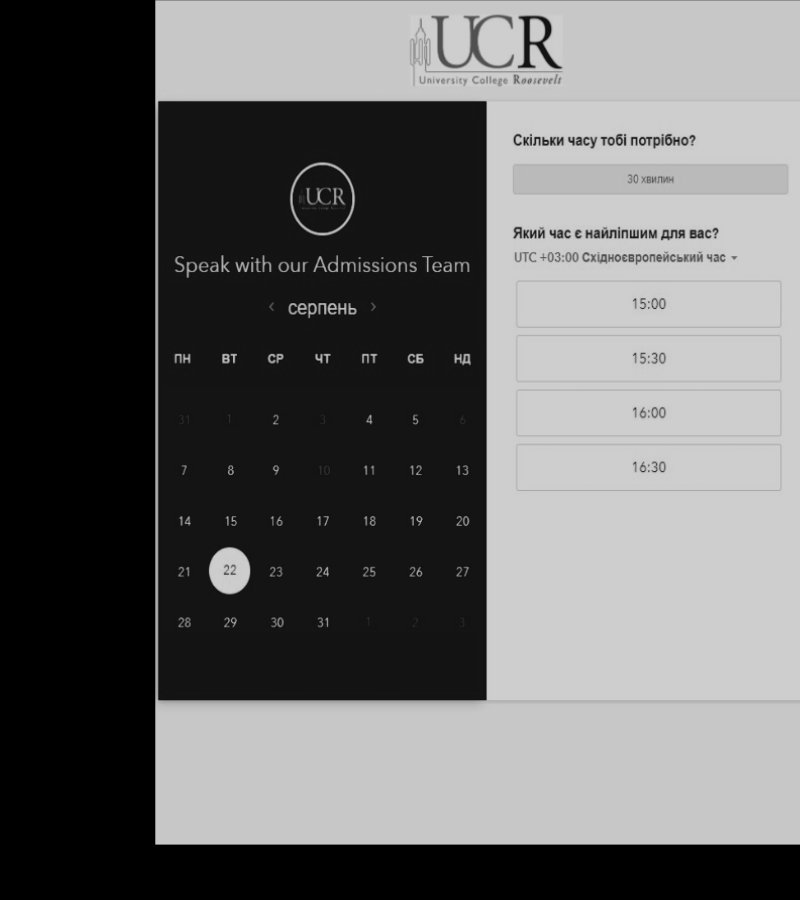 UCR
University College Roosevelt
UCR
Speak with our Admissions Team
< серпень >
ПН ВТ СР ЧТ ПТ СБ НД
31 1 2 3 4 5 6
7 8 9 10 11 12 13
14 15 16 17 18 19 20
21 22 23 24 25 26 27
28 29 30 31 1 2 3
Скільки часу тобі потрібно?
30 хвилин
Який час є найліпшим для вас?
UTC +03:00 Східноєвропейський час
15:00
15:30
16:00
16:30